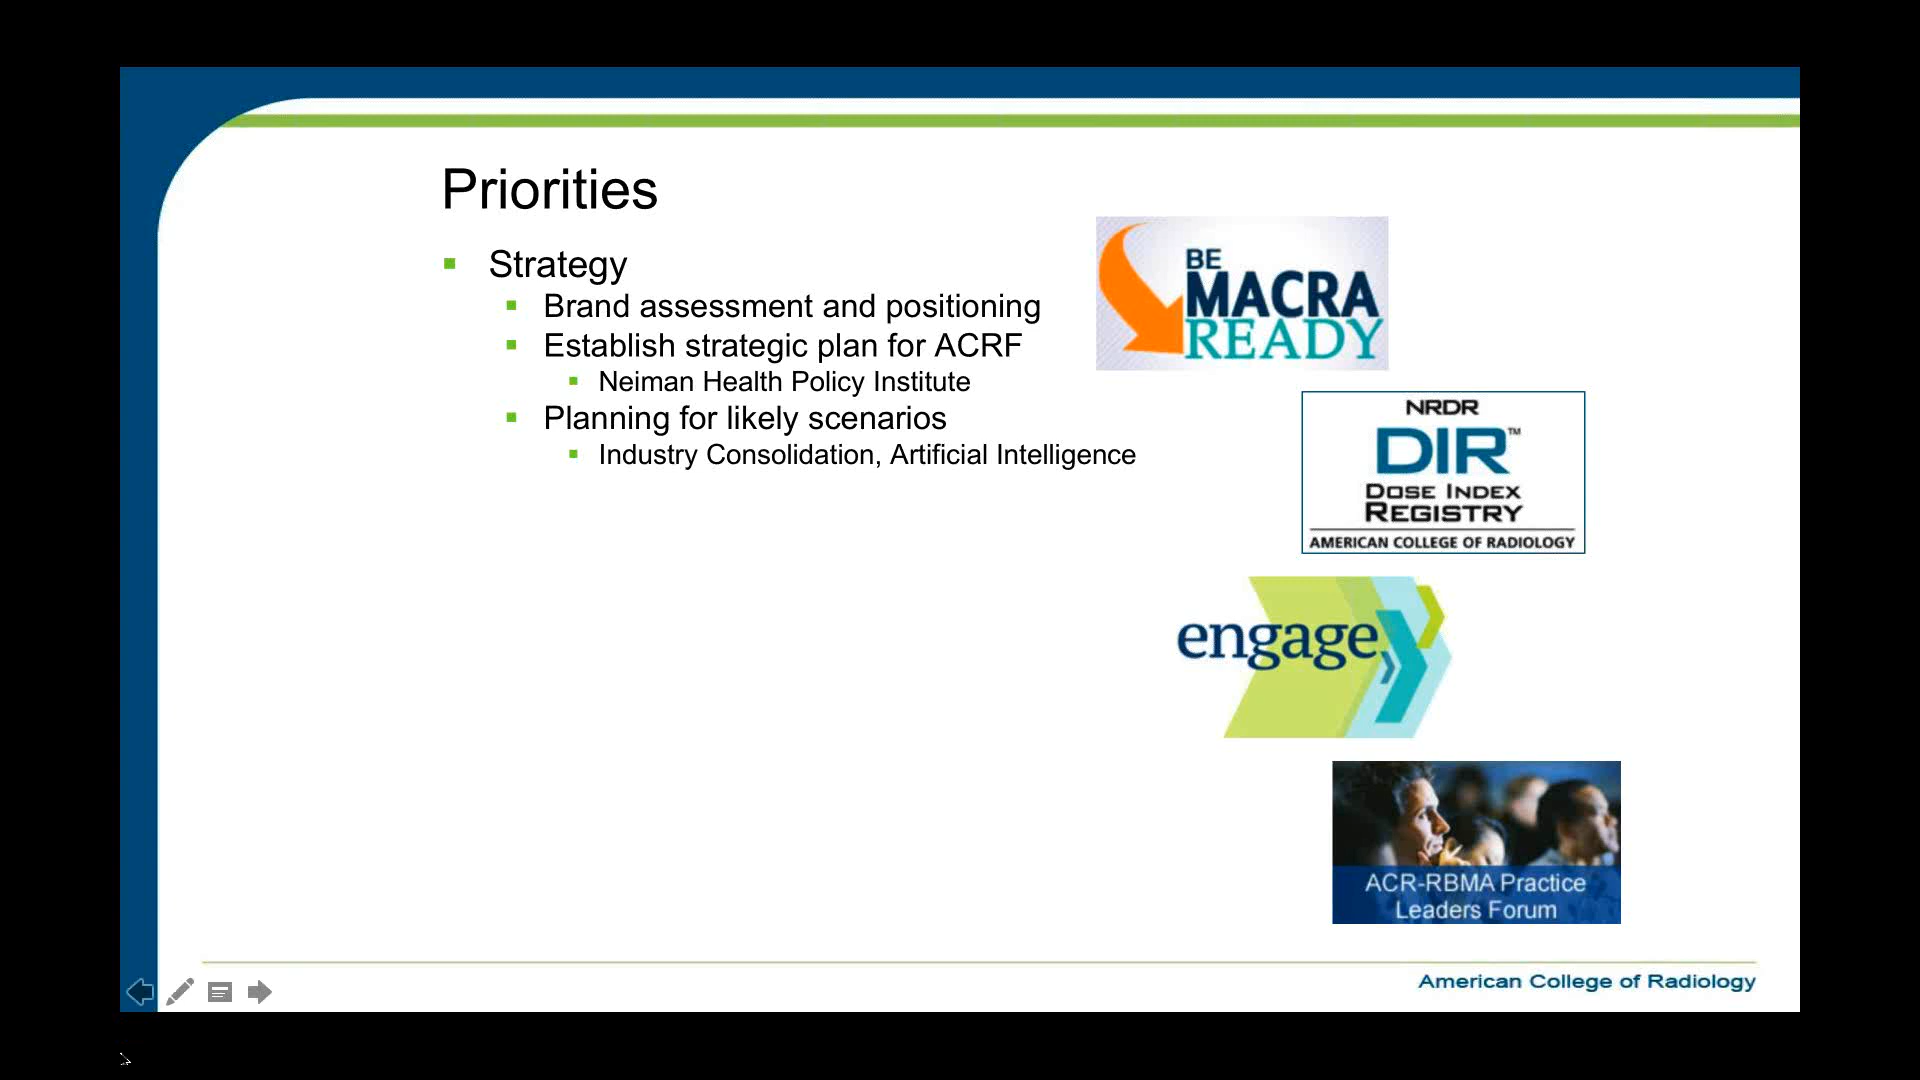 Priorities
Strategy
Brand assessment and positioning
Establish strategic plan for ACRF
Neiman Health Policy Institute
Planning for likely scenarios
Industry Consolidation, Artificial Intelligence
BE
MACRA
READY
NRDR
DIR™
DOSE INDEX
REGISTRY
AMERICAN COLLEGE OF RADIOLOGY
engage
ACR-RBMA Practice
Leaders Forum
American College of Radiology